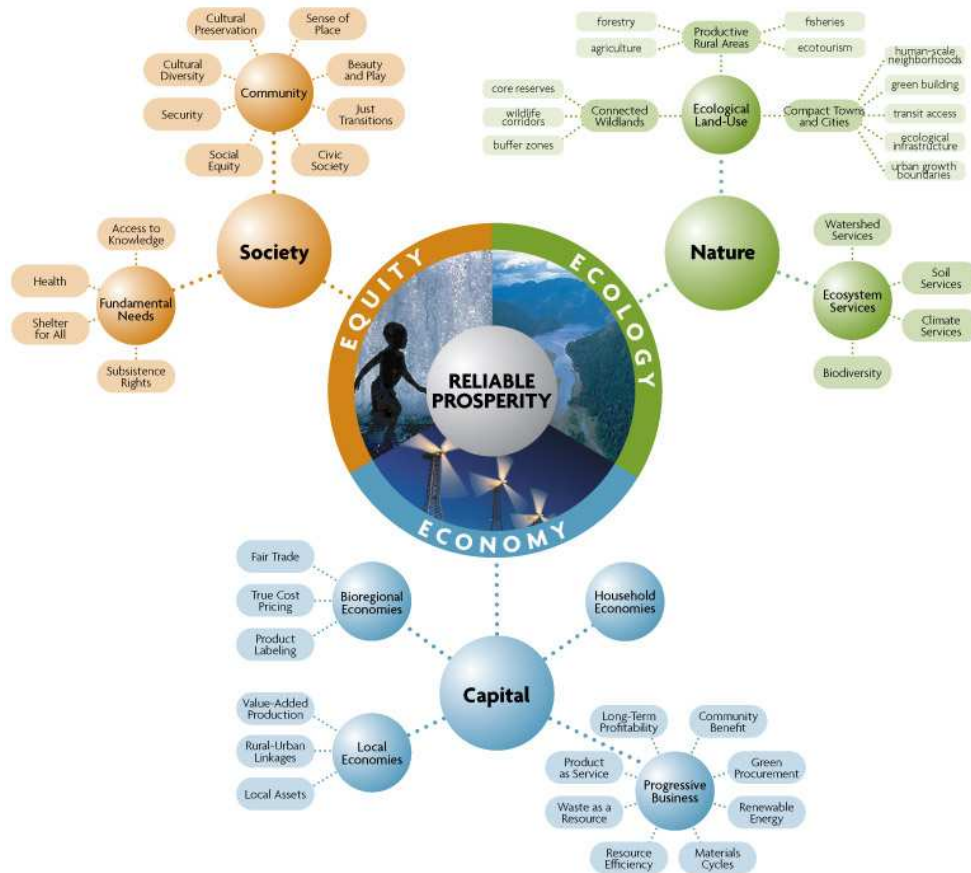 Cultural
Preservation
Sense of
Place
Cultural
Diversity
Beauty
and Play
Community
Security
Just
Transitions
Social
Equity
Civic
Society
Society
Access to
Knowledge
Health
Fundamental
Needs
Shelter
for All
Subsistence
Rights
forestry
fisheries
agriculture
Productive
Rural Areas
ecotourism
human-scale
neighborhoods
core reserves
green building
wildlife
corridors
Connected
Wildlands
Ecological
Land-Use
Compact Towns
and Cities
transit access
buffer zones
ecological
infrastructure
urban growth
boundaries
Nature
Watershed
Services
Soil
Services
Ecosystem
Services
Climate
Services
Biodiversity
EQUITY
ECOLOGY
RELIABLE
PROSPERITY
ECONOMY
Fair Trade
Bioregional
Economies
True Cost
Pricing
Product
Labeling
Household
Economies
Capital
Value-Added
Production
Rural-Urban
Linkages
Local
Economies
Local Assets
Long-Term
Profitability
Community
Benefit
Product
as Service
Green
Procurement
Progressive
Business
Waste as a
Resource
Renewable
Energy
Resource
Efficiency
Materials
Cycles